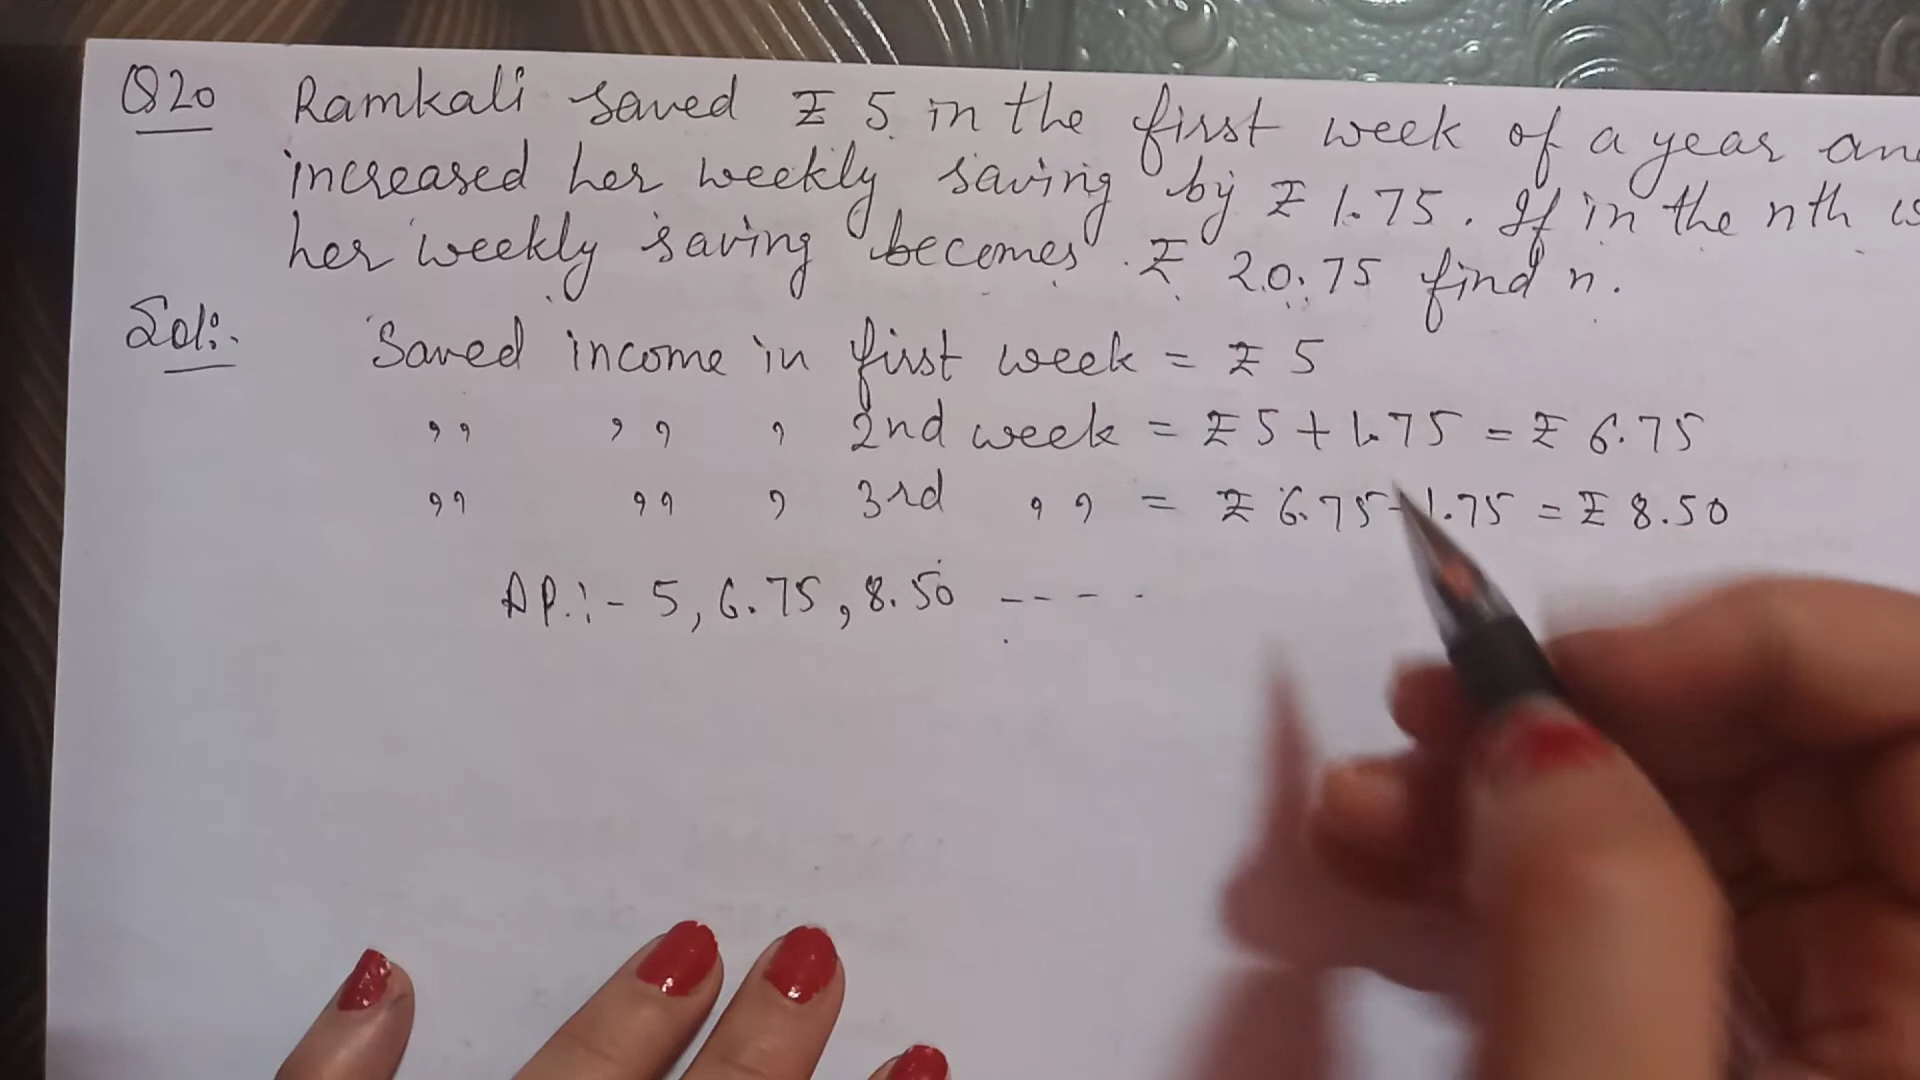 Q20 Ramkali saved ₹ 5 in the first week of a year
increased her weekly saving by ₹ 1.75. If in the nth
her weekly saving becomes ₹ 20.75 find n.
Sol:- Saved income in first week = ₹ 5
,, ,, , 2nd week = ₹ 5 + 1.75 = ₹ 6.75
,, ,, , 3rd ,, = ₹ 6.75 1.75 = ₹ 8.50
AP.:- 5, 6.75, 8.50 ----